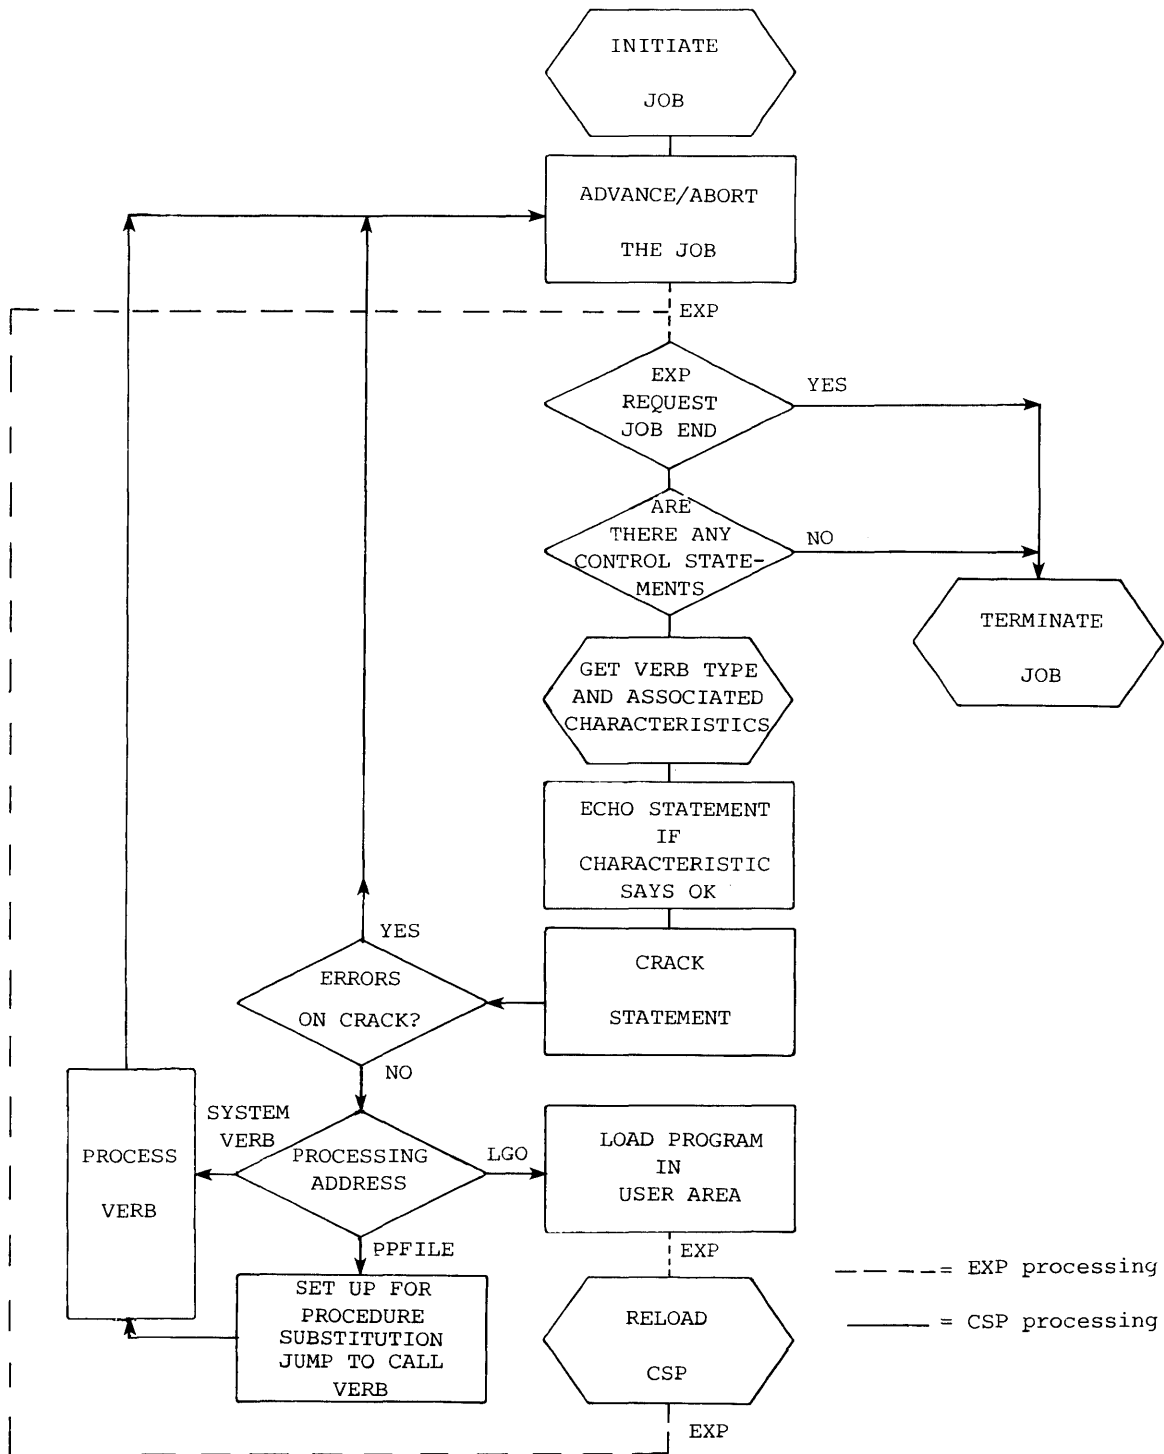 INITIATE
JOB
ADVANCE/ABORT
THE JOB
EXP
EXP
REQUEST
JOB END
YES
ARE
THERE ANY
CONTROL STATE-
MENTS
NO
TERMINATE
JOB
GET VERB TYPE
AND ASSOCIATED
CHARACTERISTICS
ECHO STATEMENT
IF
CHARACTERISTIC
SAYS OK
CRACK
STATEMENT
YES
ERRORS
ON CRACK?
NO
PROCESSING
ADDRESS
SYSTEM
VERB
PROCESS
VERB
LGO
LOAD PROGRAM
IN
USER AREA
PPFILE
SET UP FOR
PROCEDURE
SUBSTITUTION
JUMP TO CALL
VERB
EXP
RELOAD
CSP
EXP
= EXP processing
= CSP processing